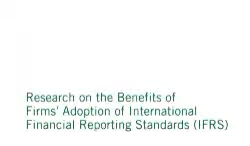 Research on the Benefits of
Firms’ Adoption of International
Financial Reporting Standards (IFRS)